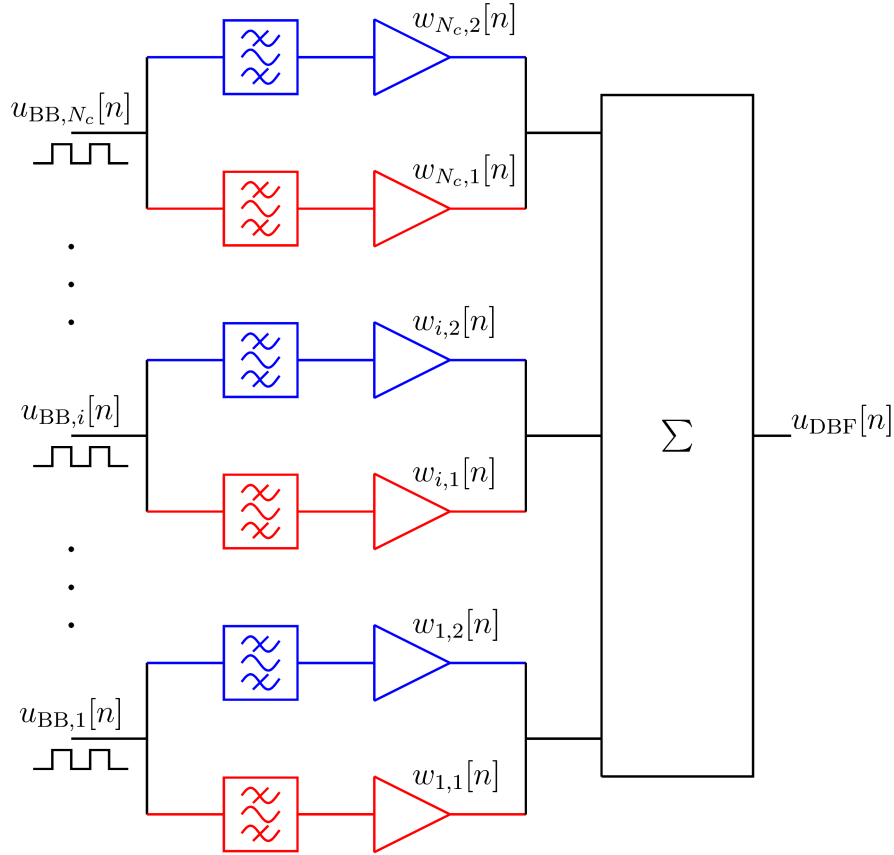 w_{N_c,2}[n]
u_{BB,N_c}[n]
w_{N_c,1}[n]
w_{i,2}[n]
u_{BB,i}[n]
∑
u_{DBF}[n]
w_{i,1}[n]
w_{1,2}[n]
u_{BB,1}[n]
w_{1,1}[n]